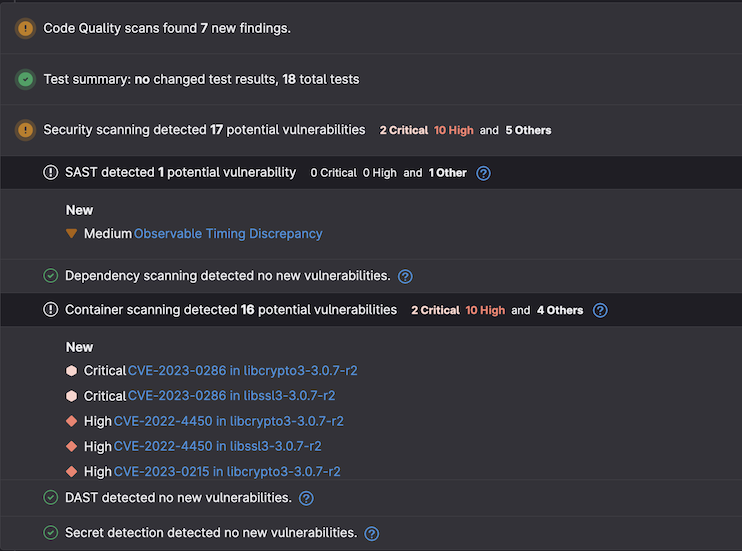 Code Quality scans found 7 new findings.
Test summary: no changed test results, 18 total tests
Security scanning detected 17 potential vulnerabilities 2 Critical 10 High and 5 Others
SAST detected 1 potential vulnerability 0 Critical 0 High and 1 Other
New
Medium Observable Timing Discrepancy
Dependency scanning detected no new vulnerabilities.
Container scanning detected 16 potential vulnerabilities 2 Critical 10 High and 4 Others
New
Critical CVE-2023-0286 in libcrypto3-3.0.7-r2
Critical CVE-2023-0286 in libssl3-3.0.7-r2
High CVE-2022-4450 in libcrypto3-3.0.7-r2
High CVE-2022-4450 in libssl3-3.0.7-r2
High CVE-2023-0215 in libcrypto3-3.0.7-r2
DAST detected no new vulnerabilities.
Secret detection detected no new vulnerabilities.